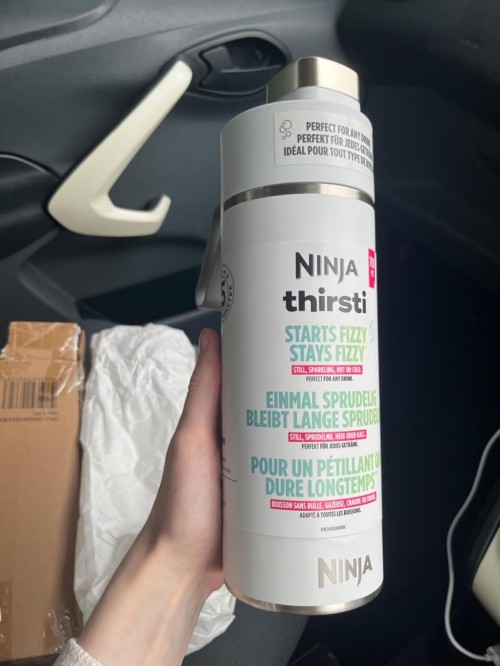 PERFECT FOR ANY DRINK
PERFEKT FÜR JEDES GETRÄNK
IDÉAL POUR TOUT TYPE DE
NINJA
thirsti
STARTS FIZZY
STAYS FIZZY
STILL, SPARKLING, HOT OR COLD.
PERFECT FOR ANY DRINK.
EINMAL SPRUDELIG
BLEIBT LANGE SPRUDEL
STILL, SPRUDELND, HEIß ODER KALT.
PERFEKT FÜR JEDES GETRÄNK.
POUR UN PÉTILLANT
DURE LONGTEMPS
BOISSON SANS BULLE, GAZEUSE, CHAUDE OU FROIDE.
ADAPTÉ À TOUTES LES BOISSONS.
NINJA